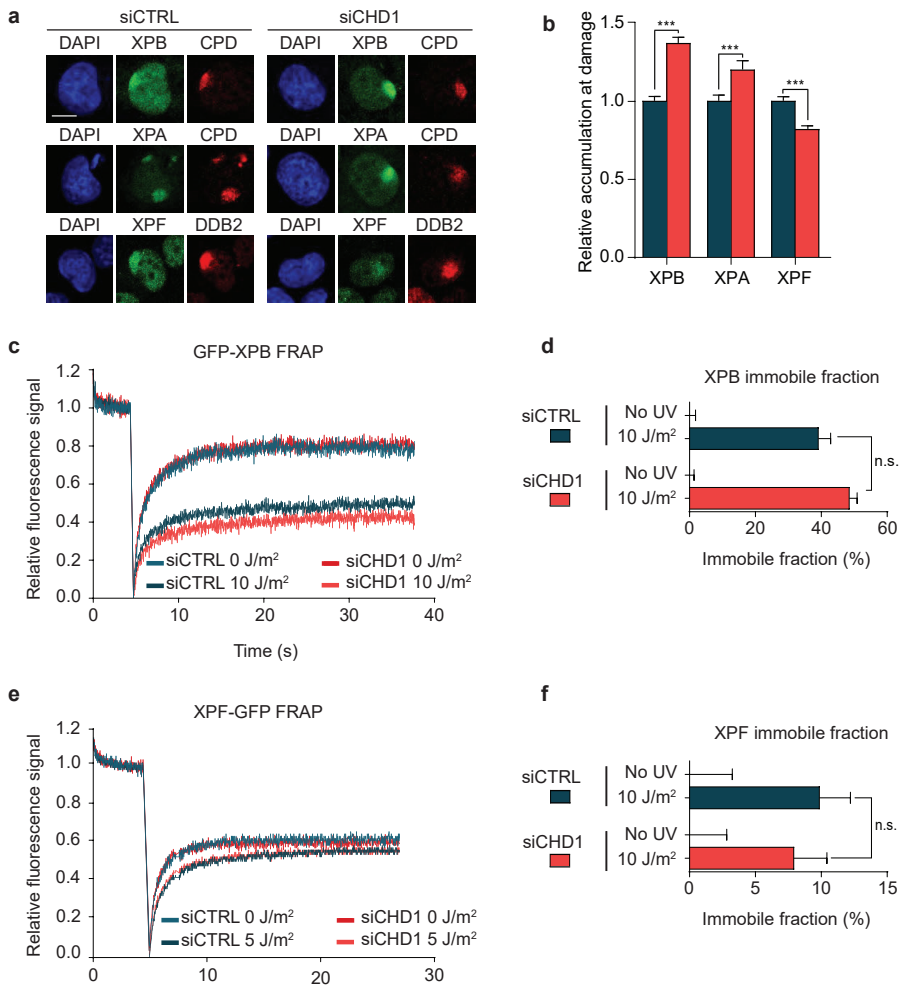 a
siCTRL siCHD1
DAPI XPB CPD DAPI XPB CPD
DAPI XPA CPD DAPI XPA CPD
DAPI XPF DDB2 DAPI XPF DDB2
b
Relative accumulation at damage
1.5
1.0
0.5
0.0
*** *** ***
XPB XPA XPF
c
GFP-XPB FRAP
Relative fluorescence signal
1.2
1.0
0.8
0.6
0.4
0.2
0.0
siCTRL 0 J/m² siCHD1 0 J/m²
siCTRL 10 J/m² siCHD1 10 J/m²
0 10 20 30 40
Time (s)
d
XPB immobile fraction
siCTRL
No UV
10 J/m²
siCHD1
No UV
10 J/m²
n.s.
0 20 40 60
Immobile fraction (%)
e
XPF-GFP FRAP
Relative fluorescence signal
1.2
1.0
0.8
0.6
0.4
0.2
0.0
siCTRL 0 J/m² siCHD1 0 J/m²
siCTRL 5 J/m² siCHD1 5 J/m²
0 10 20 30
f
XPF immobile fraction
siCTRL
No UV
10 J/m²
siCHD1
No UV
10 J/m²
n.s.
0 5 10 15
Immobile fraction (%)